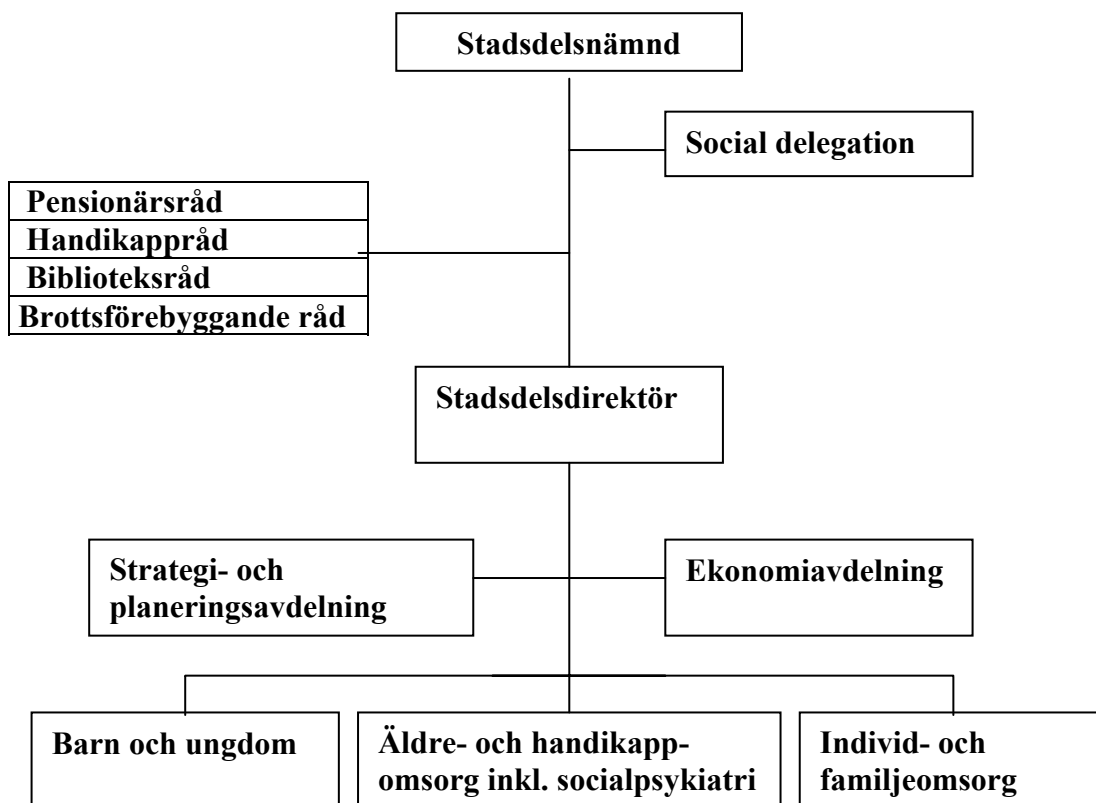 Stadsdelsnämnd
Social delegation
Pensionärsråd
Handikappråd
Biblioteksråd
Brottsförebyggande råd
Stadsdelsdirektör
Strategi- och
planeringsavdelning
Ekonomiavdelning
Barn och ungdom
Äldre- och handikapp-
omsorg inkl. socialpsykiatri
Individ- och
familjeomsorg